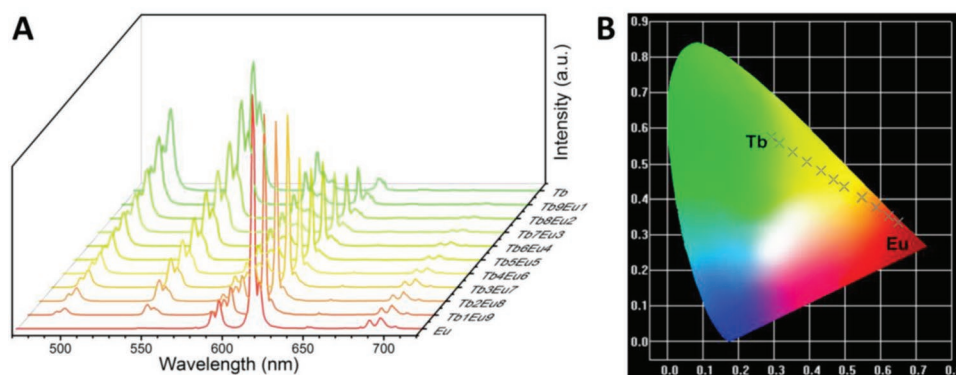 A
Intensity (a.u.)
Tb
Tb9Eu1
Tb8Eu2
Tb7Eu3
Tb6Eu4
Tb5Eu5
Tb4Eu6
Tb3Eu7
Tb2Eu8
Tb1Eu9
Eu
500 550 600 650 700
Wavelength (nm)
B
0.9
0.8
0.7
0.6
0.5
0.4
0.3
0.2
0.1
0.0
Tb
Eu
0.0 0.1 0.2 0.3 0.4 0.5 0.6 0.7 0.8